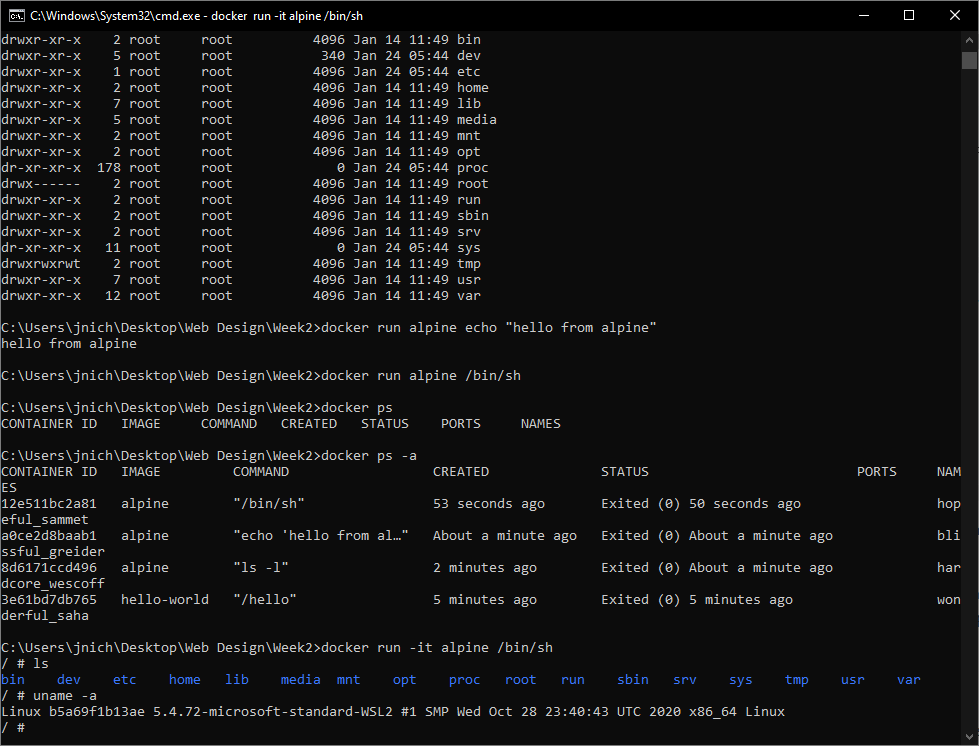 C:\Windows\System32\cmd.exe - docker  run -it alpine /bin/sh
drwxr-xr-x    2 root     root          4096 Jan 14 11:49 bin
drwxr-xr-x    5 root     root           340 Jan 24 05:44 dev
drwxr-xr-x    1 root     root          4096 Jan 24 05:44 etc
drwxr-xr-x    2 root     root          4096 Jan 14 11:49 home
drwxr-xr-x    7 root     root          4096 Jan 14 11:49 lib
drwxr-xr-x    5 root     root          4096 Jan 14 11:49 media
drwxr-xr-x    2 root     root          4096 Jan 14 11:49 mnt
drwxr-xr-x    2 root     root          4096 Jan 14 11:49 opt
dr-xr-xr-x  178 root     root             0 Jan 24 05:44 proc
drwx------    2 root     root          4096 Jan 14 11:49 root
drwxr-xr-x    2 root     root          4096 Jan 14 11:49 run
drwxr-xr-x    2 root     root          4096 Jan 14 11:49 sbin
drwxr-xr-x    2 root     root          4096 Jan 14 11:49 srv
dr-xr-xr-x   11 root     root             0 Jan 24 05:44 sys
drwxrwxrwt    2 root     root          4096 Jan 14 11:49 tmp
drwxr-xr-x    7 root     root          4096 Jan 14 11:49 usr
drwxr-xr-x   12 root     root          4096 Jan 14 11:49 var
C:\Users\jnich\Desktop\Web Design\Week2>docker run alpine echo "hello from alpine"
hello from alpine
C:\Users\jnich\Desktop\Web Design\Week2>docker run alpine /bin/sh
C:\Users\jnich\Desktop\Web Design\Week2>docker ps
CONTAINER ID   IMAGE     COMMAND   CREATED   STATUS    PORTS     NAMES
C:\Users\jnich\Desktop\Web Design\Week2>docker ps -a
CONTAINER ID   IMAGE         COMMAND                  CREATED              STATUS                          PORTS     NAM
ES
12e511bc2a81   alpine        "/bin/sh"                53 seconds ago       Exited (0) 50 seconds ago                 hop
eful_sammet
a0ce2d8baab1   alpine        "echo 'hello from al…"   About a minute ago   Exited (0) About a minute ago             bli
ssful_greider
8d6171ccd496   alpine        "ls -l"                  2 minutes ago        Exited (0) About a minute ago             har
dcore_wescoff
3e61bd7db765   hello-world   "/hello"                 5 minutes ago        Exited (0) 5 minutes ago                  won
derful_saha
C:\Users\jnich\Desktop\Web Design\Week2>docker run -it alpine /bin/sh
/ # ls
bin    dev    etc    home   lib    media  mnt    opt    proc   root   run    sbin   srv    sys    tmp    usr    var
/ # uname -a
Linux b5a69f1b13ae 5.4.72-microsoft-standard-WSL2 #1 SMP Wed Oct 28 23:40:43 UTC 2020 x86_64 Linux
/ #